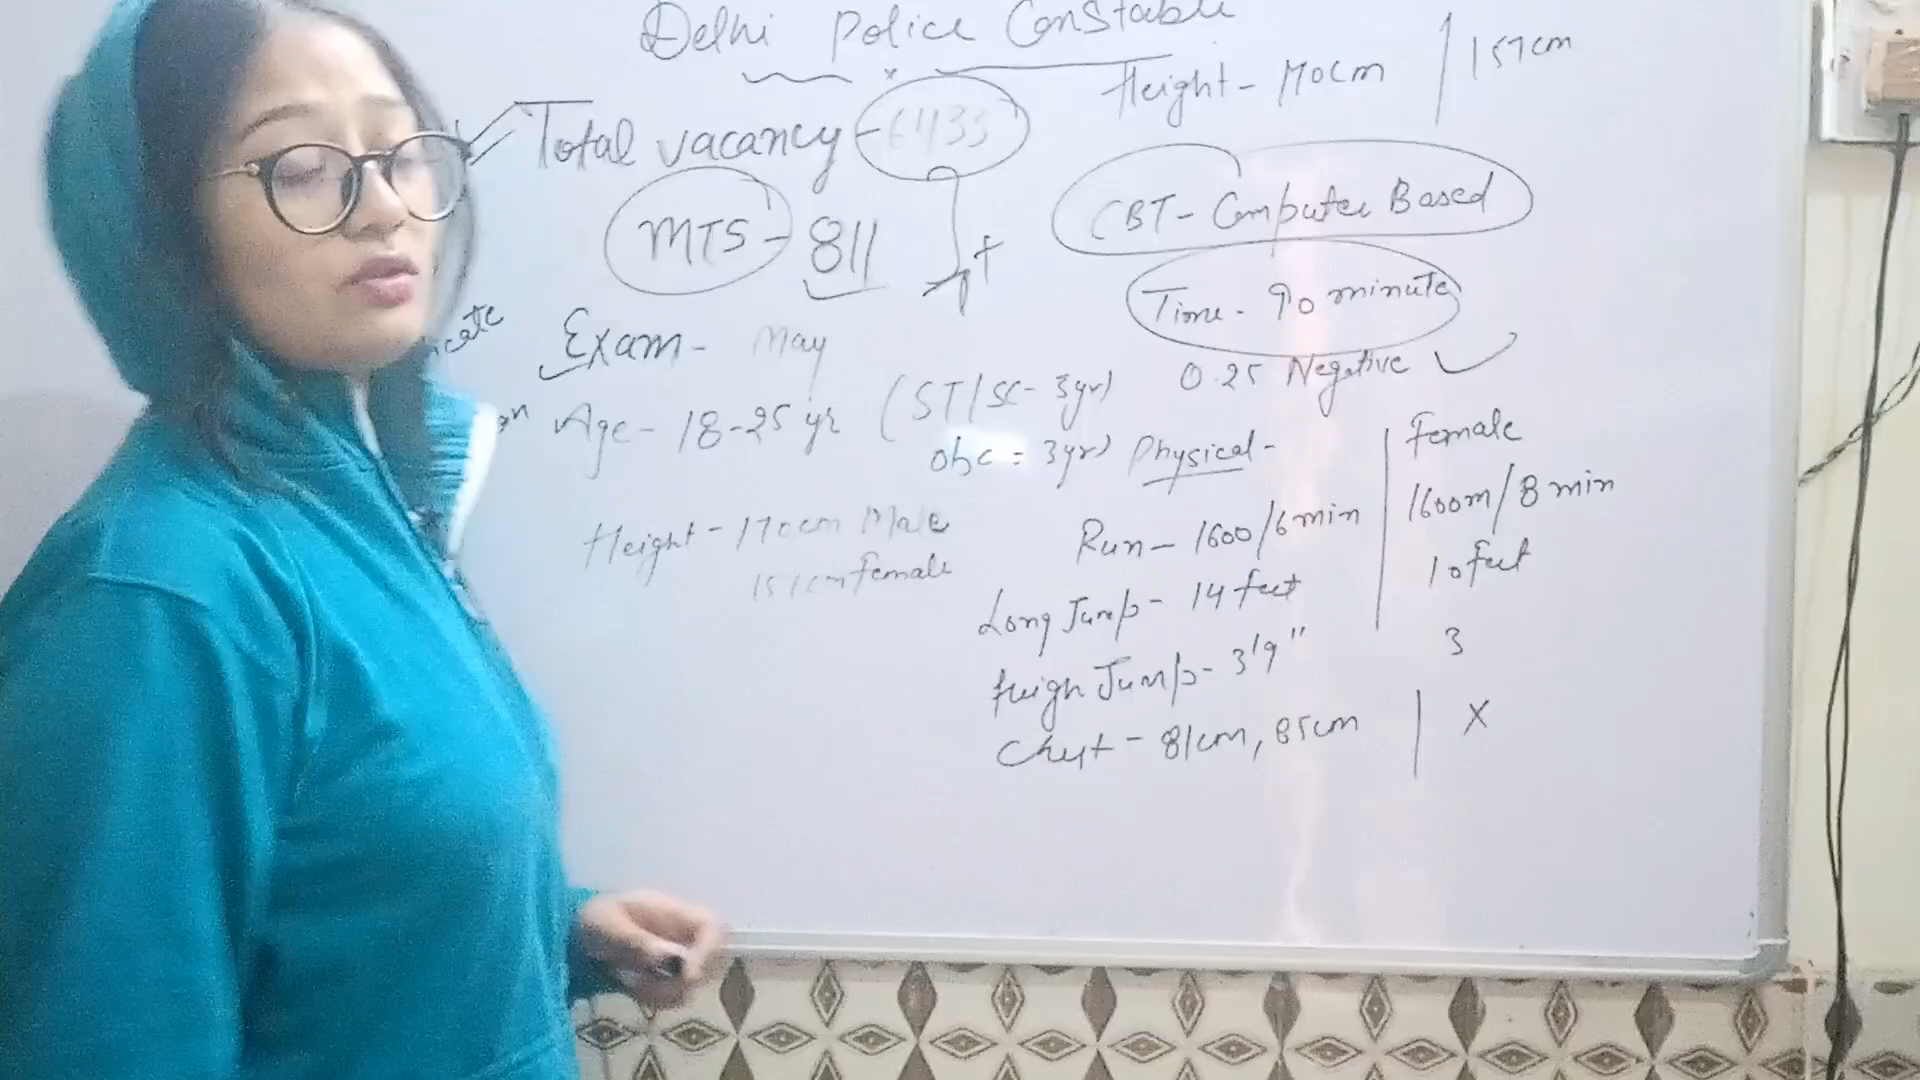 Delhi Police Constable
Height - 170cm | 157cm
Total vacancy - 6433
MTS - 811
CBT - Computer Based
Time - 90 minute
Exam - May
0.25 Negative
Age - 18-25 yr (ST/SC - 3yr)
obc = 3yr)
Physical -
Female
Height - 170cm Male
157cm female
Run - 1600/6min
1600m/8 min
Long Jump - 14 feet
10 feet
High Jump - 3'9"
3
Chest - 81cm, 85cm | X